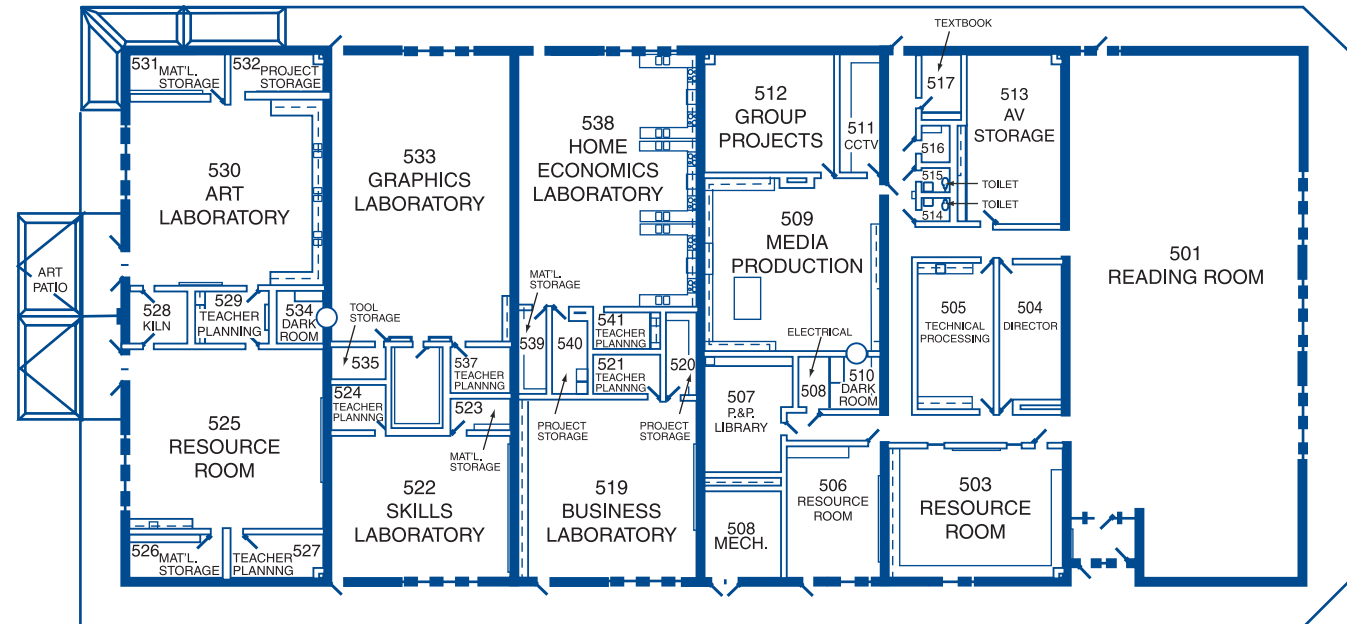 TEXTBOOK
531
MAT'L.
STORAGE
532
PROJECT
STORAGE
517
513
AV
STORAGE
512
GROUP
PROJECTS
511
CCTV
538
HOME
ECONOMICS
LABORATORY
516
533
GRAPHICS
LABORATORY
530
ART
LABORATORY
515
TOILET
TOILET
514
509
MEDIA
PRODUCTION
501
READING ROOM
ART
PATIO
MAT'L.
STORAGE
528
KILN
529
TEACHER
PLANNING
534
DARK
ROOM
TOOL
STORAGE
505
TECHNICAL
PROCESSING
504
DIRECTOR
541
TEACHER
PLANNNG
ELECTRICAL
539
540
535
537
TEACHER
PLANNNG
521
TEACHER
PLANNNG
520
508
510
DARK
ROOM
524
TEACHER
PLANNNG
523
507
P.&P.
LIBRARY
PROJECT
STORAGE
PROJECT
STORAGE
525
RESOURCE
ROOM
MAT'L.
STORAGE
522
SKILLS
LABORATORY
519
BUSINESS
LABORATORY
506
RESOURCE
ROOM
503
RESOURCE
ROOM
508
MECH.
526
MAT'L.
STORAGE
TEACHER
PLANNNG
527